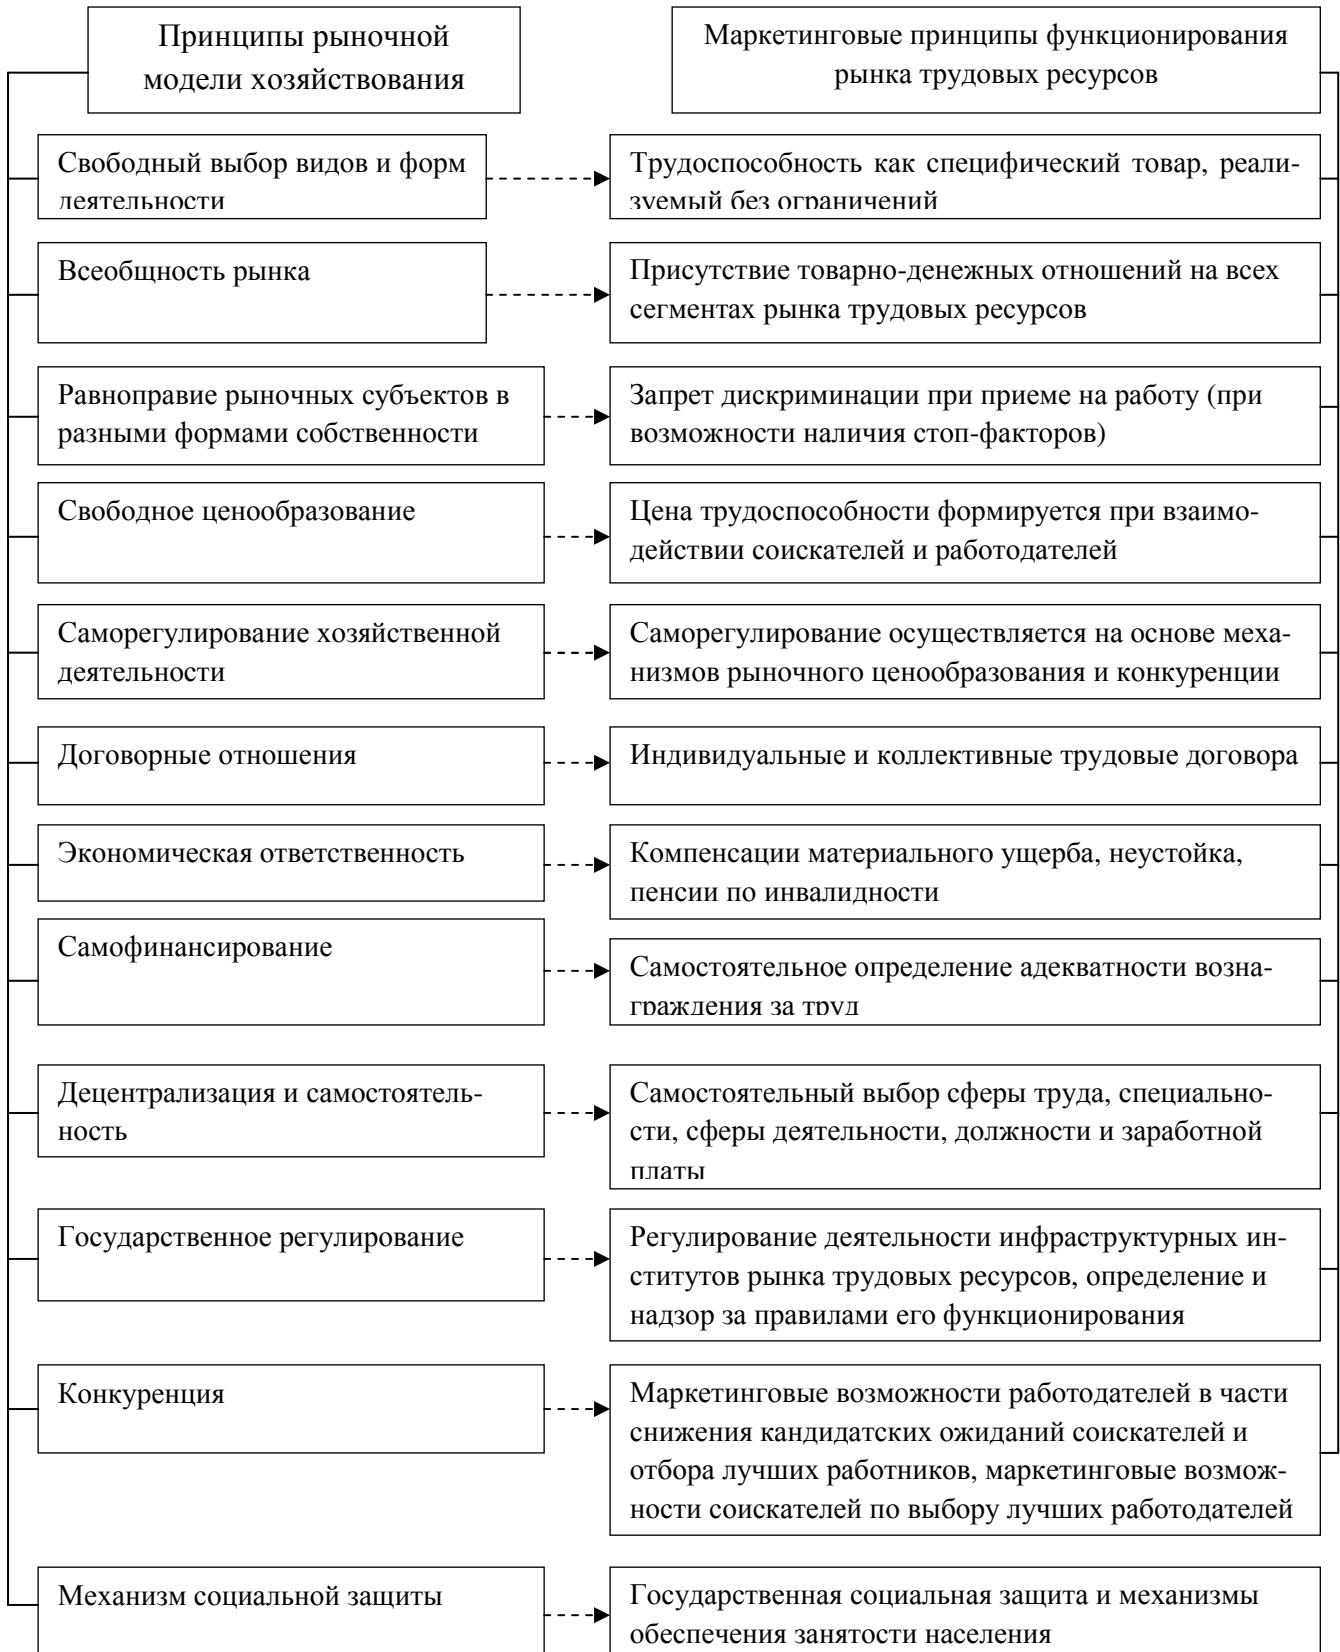 Принципы рыночной
модели хозяйствования
Маркетинговые принципы функционирования
рынка трудовых ресурсов
Свободный выбор видов и форм
деятельности
Трудоспособность как специфический товар, реали-
зуемый без ограничений
Всеобщность рынка
Присутствие товарно-денежных отношений на всех
сегментах рынка трудовых ресурсов
Равноправие рыночных субъектов в
разными формами собственности
Запрет дискриминации при приеме на работу (при
возможности наличия стоп-факторов)
Свободное ценообразование
Цена трудоспособности формируется при взаимо-
действии соискателей и работодателей
Саморегулирование хозяйственной
деятельности
Саморегулирование осуществляется на основе меха-
низмов рыночного ценообразования и конкуренции
Договорные отношения
Индивидуальные и коллективные трудовые договора
Экономическая ответственность
Компенсации материального ущерба, неустойка,
пенсии по инвалидности
Самофинансирование
Самостоятельное определение адекватности возна-
граждения за труд
Децентрализация и самостоятель-
ность
Самостоятельный выбор сферы труда, специально-
сти, сферы деятельности, должности и заработной
платы
Государственное регулирование
Регулирование деятельности инфраструктурных ин-
ститутов рынка трудовых ресурсов, определение и
надзор за правилами его функционирования
Конкуренция
Маркетинговые возможности работодателей в части
снижения кандидатских ожиданий соискателей и
отбора лучших работников, маркетинговые возмож-
ности соискателей по выбору лучших работодателей
Механизм социальной защиты
Государственная социальная защита и механизмы
обеспечения занятости населения